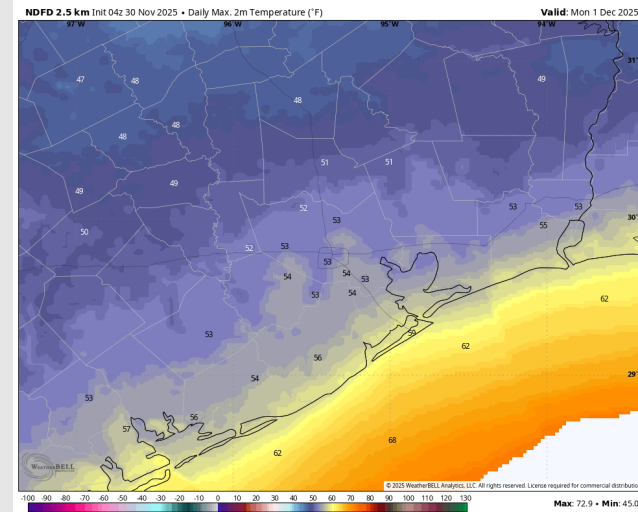 NDFD 2.5 km Init 04z 30 Nov 2025 • Daily Max. 2m Temperature (°F)
Valid: Mon 1 Dec 2025
97°W 96°W 95°W 94°W
31°
47 48 49
48
48
48
51 51
49 49
52 53 53
53 30°
50 55
52 53
53
54 54 53
53 54 62
53 59
62
56
54 29°
53
56
57
68
62
WeatherBELL
© 2025 WeatherBELL Analytics, LLC. All rights reserved. License required for commercial distributio
-100 -90 -80 -70 -60 -50 -40 -30 -20 -10 0 10 20 30 40 50 60 70 80 90 100 110 120 130
Max: 72.9 • Min: 45.0